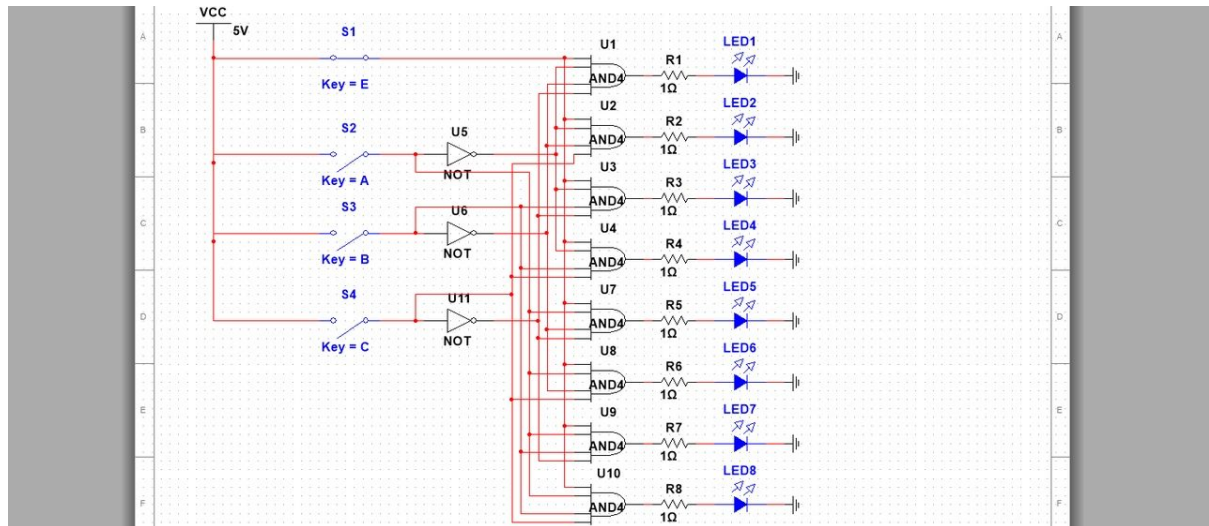 VCC
5V
S1
Key = E
S2
Key = A
S3
Key = B
S4
Key = C
U5
NOT
U6
NOT
U11
NOT
U1
AND4
U2
AND4
U3
AND4
U4
AND4
U7
AND4
U8
AND4
U9
AND4
U10
AND4
R1
1Ω
R2
1Ω
R3
1Ω
R4
1Ω
R5
1Ω
R6
1Ω
R7
1Ω
R8
1Ω
LED1
LED2
LED3
LED4
LED5
LED6
LED7
LED8
A
B
C
D
E
F
A
B
C
D
E
F